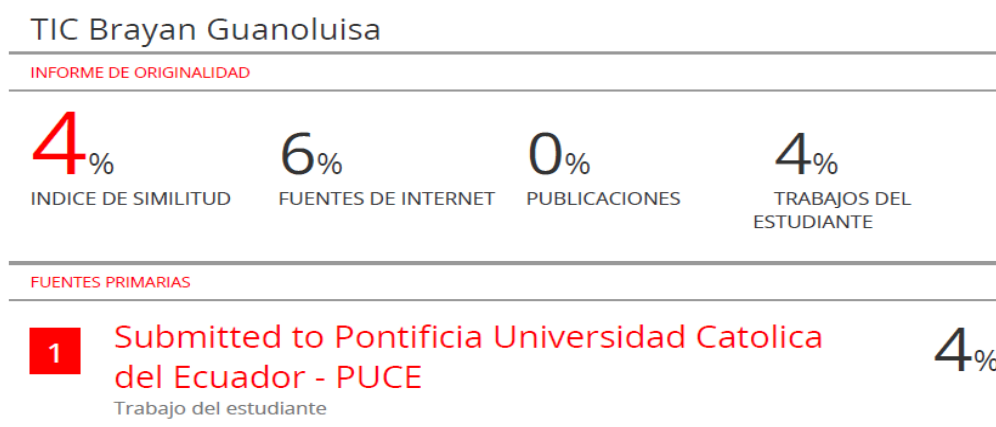 TIC Brayan Guanoluisa
INFORME DE ORIGINALIDAD
4%
INDICE DE SIMILITUD
6%
FUENTES DE INTERNET
0%
PUBLICACIONES
4%
TRABAJOS DEL
ESTUDIANTE
FUENTES PRIMARIAS
1
Submitted to Pontificia Universidad Catolica
del Ecuador - PUCE
Trabajo del estudiante
4%